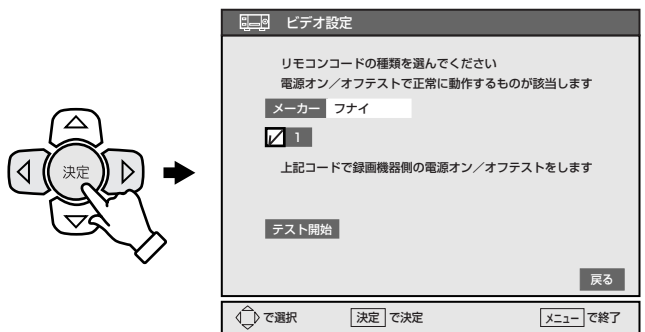 決定
ビデオ設定
リモコンコードの種類を選んでください
電源オン／オフテストで正常に動作するものが該当します
メーカー フナイ
1
上記コードで録画機器側の電源オン／オフテストをします
テスト開始
戻る
で選択 決定 で決定 メニュー で終了